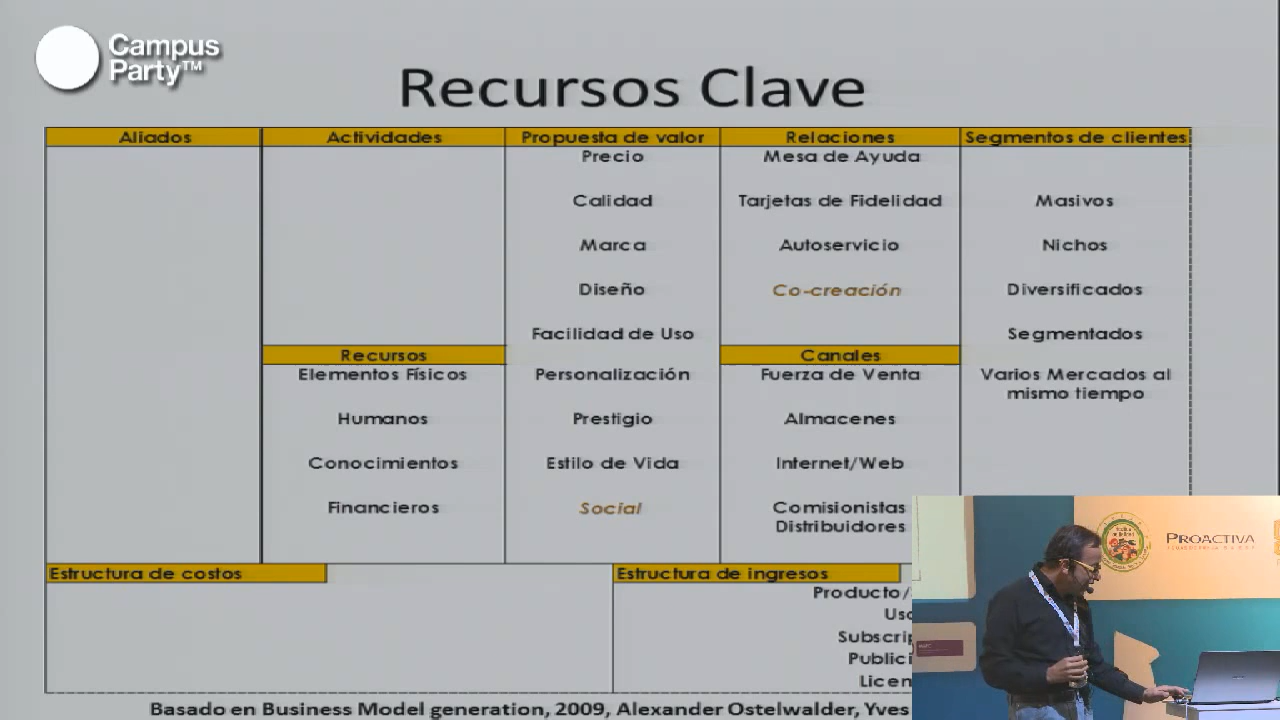 Campus
Party™
Recursos Clave
Aliados
Actividades
Propuesta de valor
Relaciones
Segmentos de clientes
Precio
Calidad
Marca
Diseño
Facilidad de Uso
Personalización
Prestigio
Estilo de Vida
Social
Mesa de Ayuda
Tarjetas de Fidelidad
Autoservicio
Co-creación
Masivos
Nichos
Diversificados
Segmentados
Varios Mercados al
mismo tiempo
Recursos
Elementos Físicos
Humanos
Conocimientos
Financieros
Canales
Fuerza de Venta
Almacenes
Internet/Web
Comisionistas
Distribuidores
Estructura de costos
Estructura de ingresos
Producto/
Basado en Business Model generation, 2009, Alexander Ostelwalder, Yves
PROACTIVA